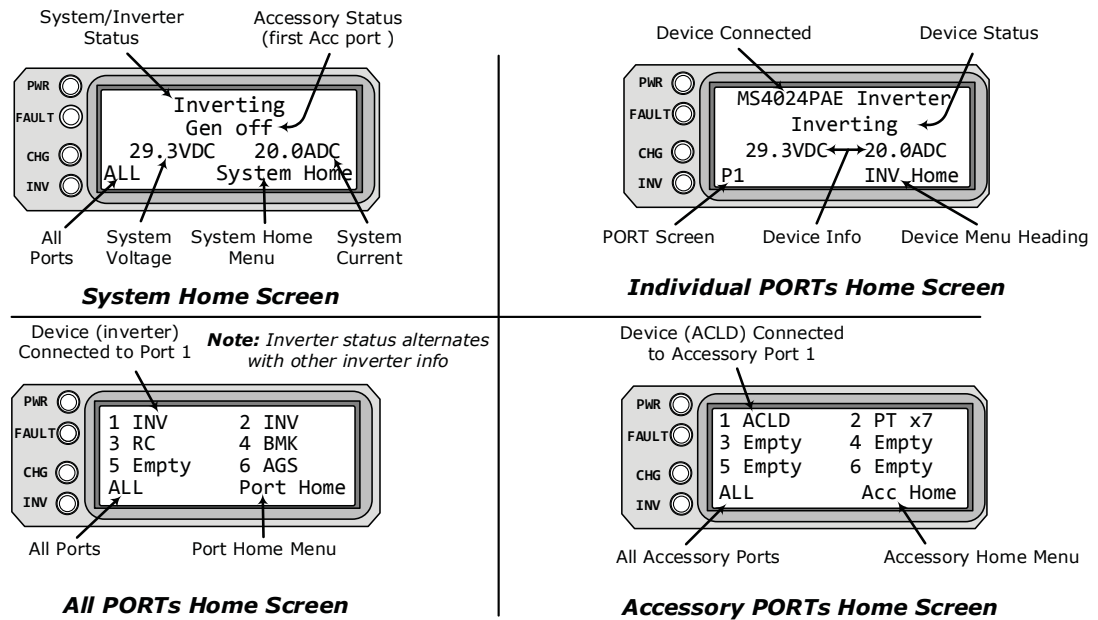 System/Inverter
Status
Accessory Status
(first Acc port )
PWR
FAULT
CHG
INV
Inverting
Gen off
29.3VDC 20.0ADC
ALL System Home
All
Ports
System
Voltage
System Home
Menu
System
Current
System Home Screen
Device Connected
Device Status
PWR
FAULT
CHG
INV
MS4024PAE Inverter
Inverting
29.3VDC 20.0ADC
P1 INV Home
PORT Screen
Device Info
Device Menu Heading
Individual PORTs Home Screen
Device (inverter)
Connected to Port 1
Note: Inverter status alternates
with other inverter info
PWR
FAULT
CHG
INV
1 INV 2 INV
3 RC 4 BMK
5 Empty 6 AGS
ALL Port Home
All Ports
Port Home Menu
All PORTs Home Screen
Device (ACLD) Connected
to Accessory Port 1
PWR
FAULT
CHG
INV
1 ACLD 2 PT x7
3 Empty 4 Empty
5 Empty 6 Empty
ALL Acc Home
All Accessory Ports
Accessory Home Menu
Accessory PORTs Home Screen